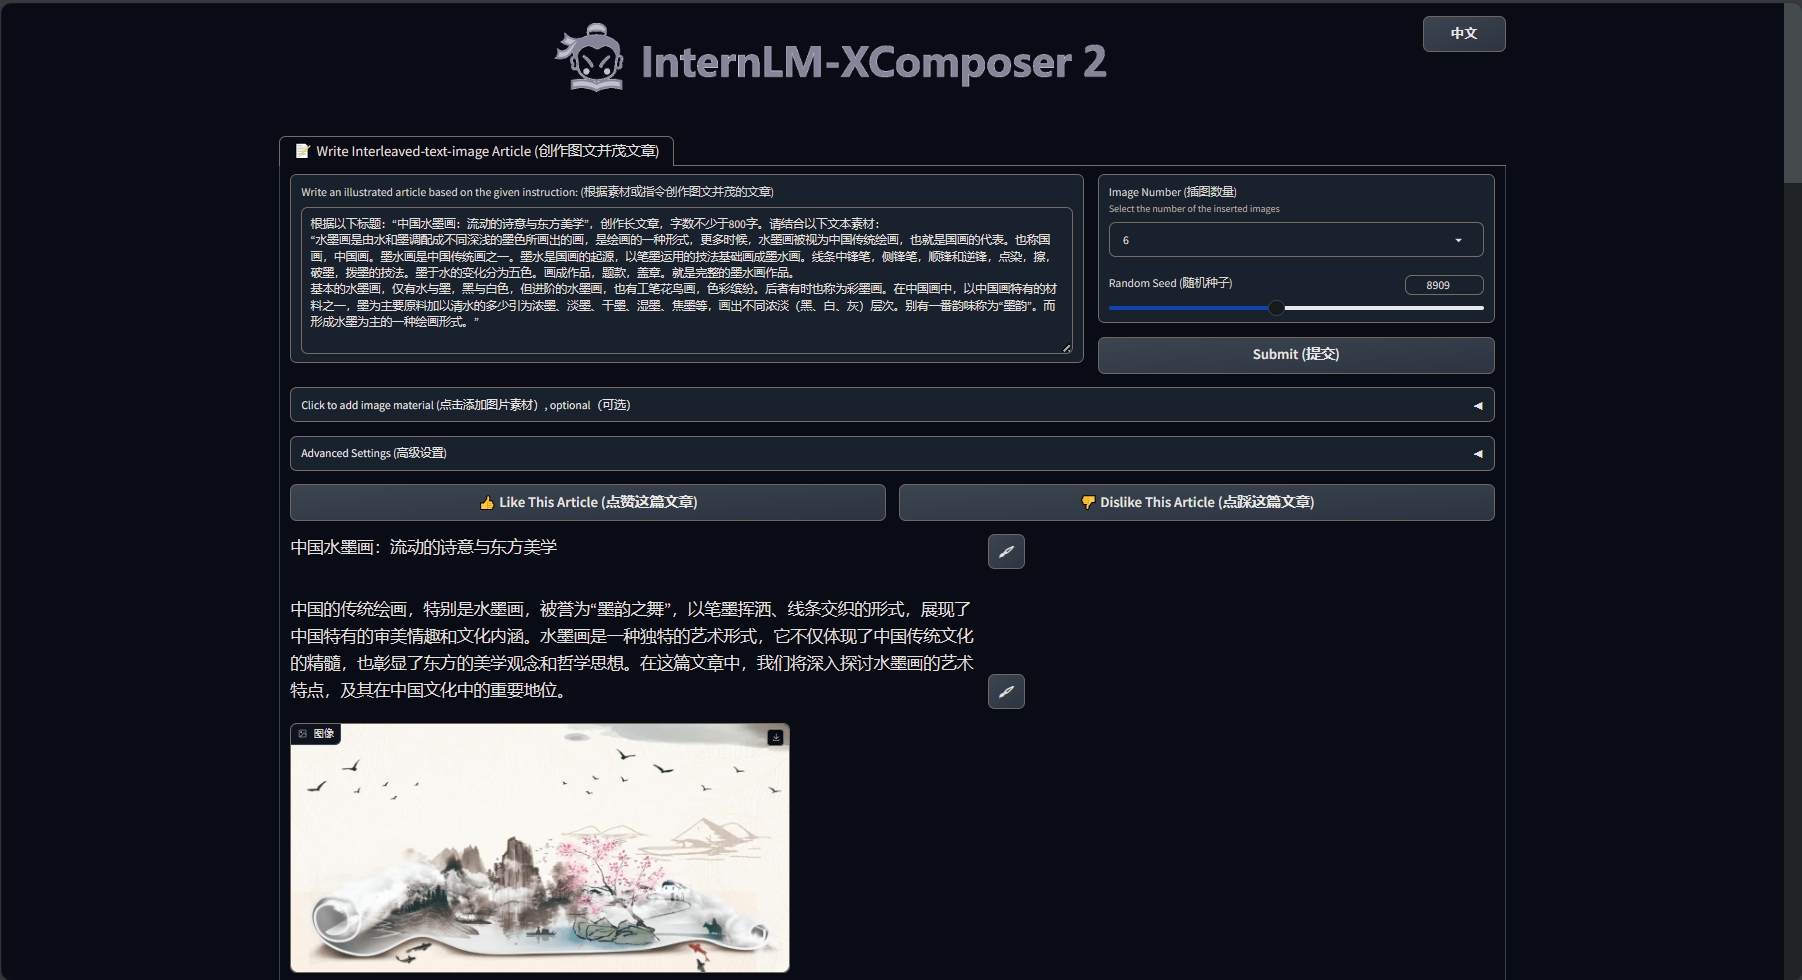 InternLM-XComposer 2
中文
📝 Write Interleaved-text-image Article (创作图文并茂文章)
Write an illustrated article based on the given instruction: (根据素材或指令创作图文并茂的文章)
根据以下标题：“中国水墨画：流动的诗意与东方美学”，创作长文章，字数不少于800字。请结合以下文本素材：
“水墨画是由水和墨调配成不同深浅的墨色所画出的画，是绘画的一种形式，更多时候，水墨画被视为中国传统绘画，也就是国画的代表。也称国
画，中国画。墨水画是中国传统画之一。墨水是国画的起源，以笔墨运用的技法基础画成墨水画。线条中锋笔，侧锋笔，顺锋和逆锋，点染，擦，
破墨，拨墨的技法。墨于水的变化分为五色。画成作品，题款，盖章。就是完整的墨水画作品。
基本的水墨画，仅有水与墨，黑与白色，但进阶的水墨画，也有工笔花鸟画，色彩缤纷。后者有时也称为彩墨画。在中国画中，以中国画特有的材
料之一，墨为主要原料加以清水的多少引为浓墨、淡墨、干墨、湿墨、焦墨等，画出不同浓淡（黑、白、灰）层次。别有一番韵味称为“墨韵”。而
形成水墨为主的一种绘画形式。”
Image Number (插图数量)
Select the number of the inserted images
6
Random Seed (随机种子)
8909
Submit (提交)
Click to add image material (点击添加图片素材）, optional（可选）
Advanced Settings (高级设置)
👍 Like This Article (点赞这篇文章)
👎 Dislike This Article (点踩这篇文章)
中国水墨画：流动的诗意与东方美学
中国的传统绘画，特别是水墨画，被誉为“墨韵之舞”，以笔墨挥洒、线条交织的形式，展现了
中国特有的审美情趣和文化内涵。水墨画是一种独特的艺术形式，它不仅体现了中国传统文化
的精髓，也彰显了东方的美学观念和哲学思想。在这篇文章中，我们将深入探讨水墨画的艺术
特点，及其在中国文化中的重要地位。
图像